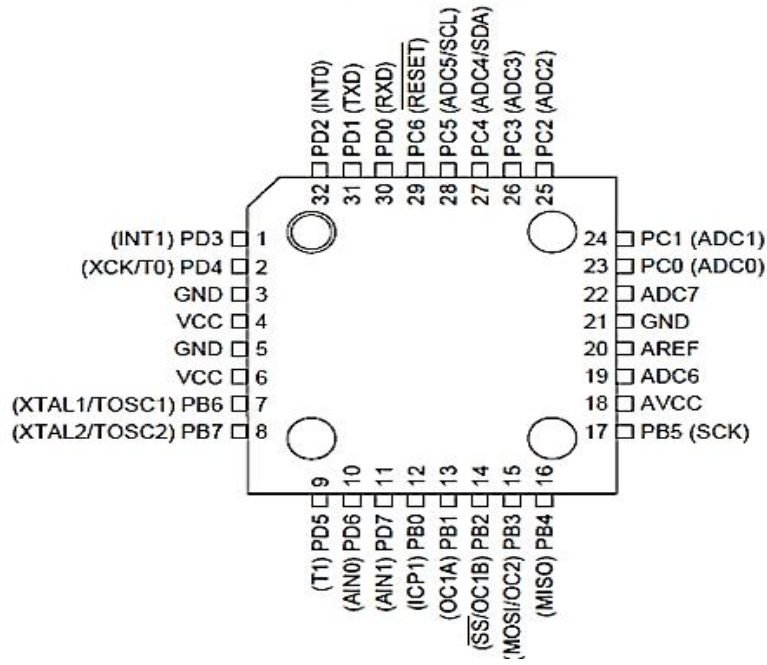 32 PD2 (INT0)
31 PD1 (TXD)
30 PD0 (RXD)
29 PC6 (RESET)
28 PC5 (ADC5/SCL)
27 PC4 (ADC4/SDA)
26 PC3 (ADC3)
25 PC2 (ADC2)
(INT1) PD3 1
(XCK/T0) PD4 2
GND 3
VCC 4
GND 5
VCC 6
(XTAL1/TOSC1) PB6 7
(XTAL2/TOSC2) PB7 8
24 PC1 (ADC1)
23 PC0 (ADC0)
22 ADC7
21 GND
20 AREF
19 ADC6
18 AVCC
17 PB5 (SCK)
(T1) PD5 9
(AIN0) PD6 10
(AIN1) PD7 11
(ICP1) PB0 12
(OC1A) PB1 13
(SS/OC1B) PB2 14
(MOSI/OC2) PB3 15
(MISO) PB4 16